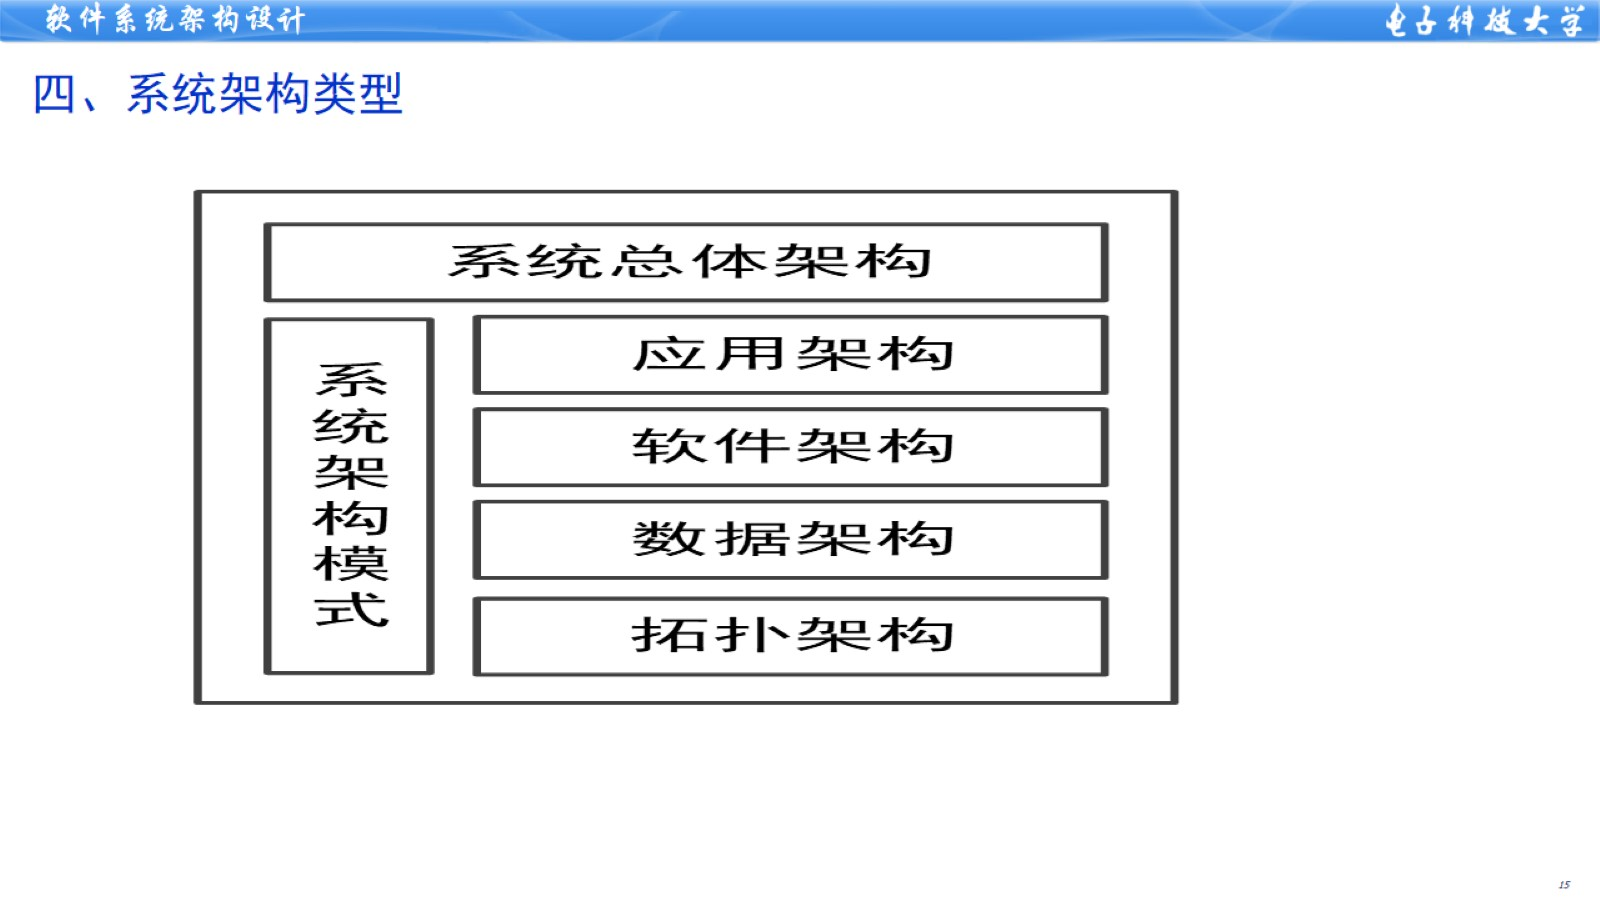 软件系统架构设计
电子科技大学
四、系统架构类型
系统总体架构
系统架构模式
应用架构
软件架构
数据架构
拓扑架构
15